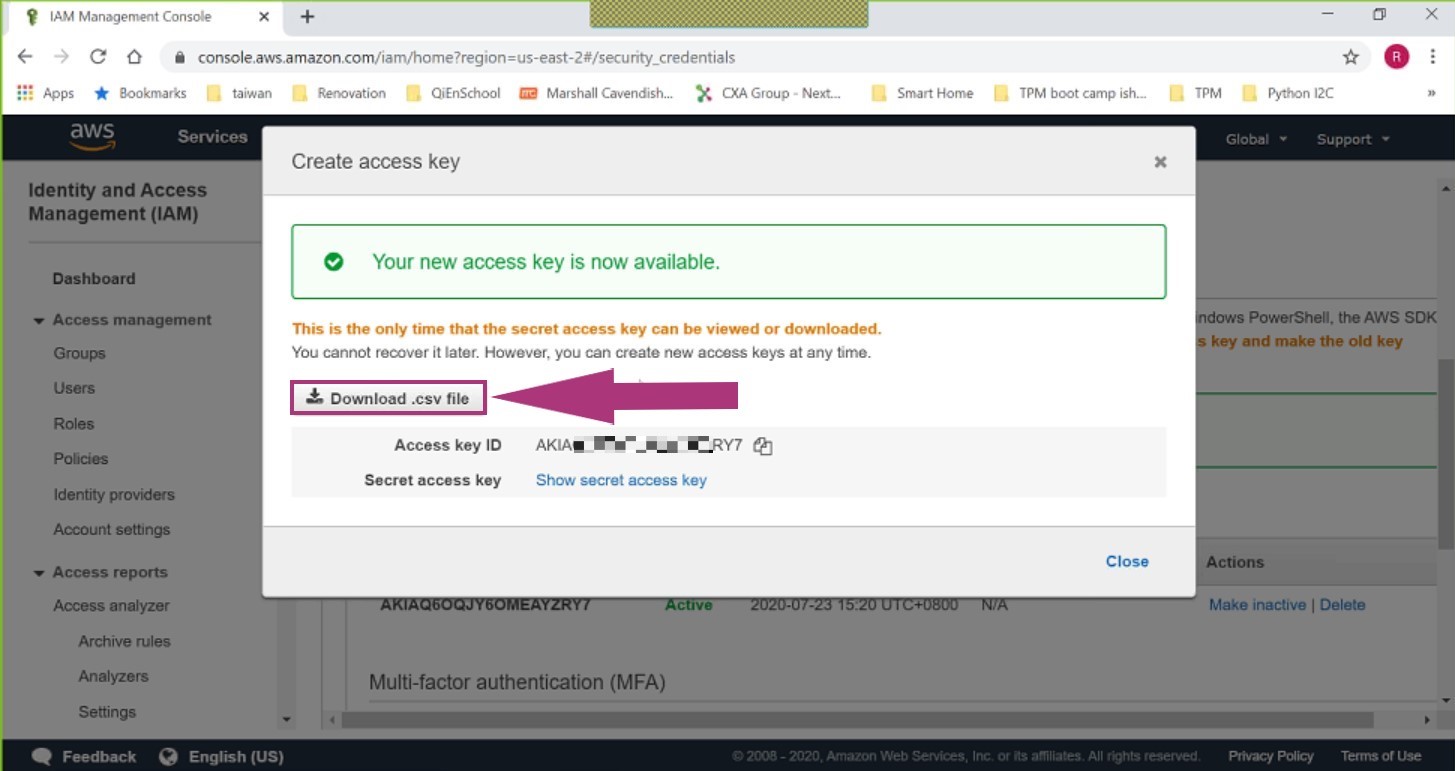 IAM Management Console
console.aws.amazon.com/iam/home?region=us-east-2#/security_credentials
R
Apps Bookmarks taiwan Renovation QiEnSchool Marshall Cavendish... CXA Group - Next... Smart Home TPM boot camp ish... TPM Python I2C »
aws Services Global Support
Identity and Access
Management (IAM)
Dashboard
Access management
Groups
Users
Roles
Policies
Identity providers
Account settings
Access reports
Access analyzer
Archive rules
Analyzers
Settings
Create access key
Your new access key is now available.
This is the only time that the secret access key can be viewed or downloaded.
You cannot recover it later. However, you can create new access keys at any time.
Download .csv file
Access key ID AKIA RY7
Secret access key Show secret access key
Close
ndows PowerShell, the AWS SDK
s key and make the old key
Actions
Active 2020-07-23 15:20 UTC+0800 N/A Make inactive | Delete
Multi-factor authentication (MFA)
Feedback English (US) © 2008 - 2020, Amazon Web Services, Inc. or its affiliates. All rights reserved. Privacy Policy Terms of Use